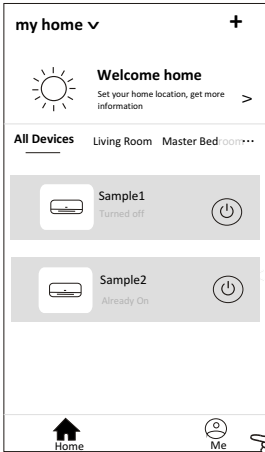 my home
Welcome home
Set your home location, get more
information
All Devices Living Room Master Bedroom
Sample1
Turned off
Sample2
Already On
Home Me